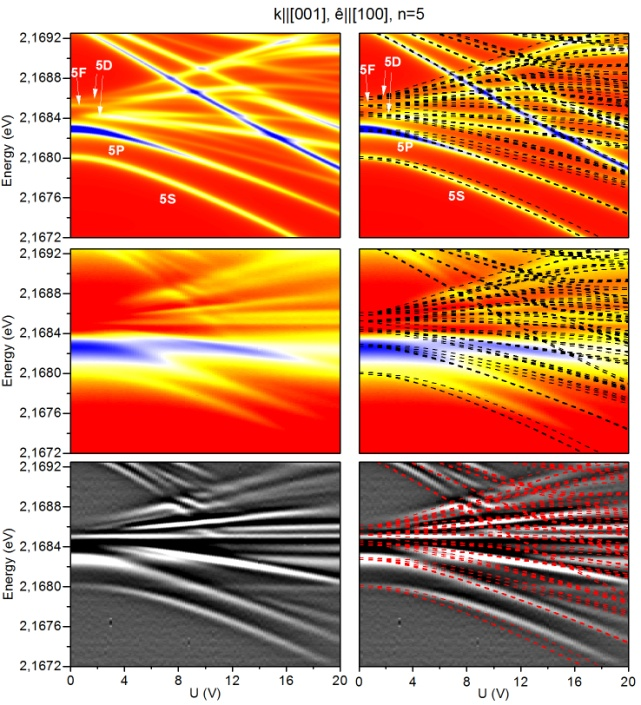 k||[001], ê||[100], n=5
2,1692
2,1688
2,1684
2,1680
2,1676
2,1672
Energy (eV)
5F
5D
5P
5S
5F
5D
5P
5S
2,1692
2,1688
2,1684
2,1680
2,1676
2,1672
Energy (eV)
2,1692
2,1688
2,1684
2,1680
2,1676
2,1672
Energy (eV)
0 4 8 12 16 20
U (V)
0 4 8 12 16 20
U (V)